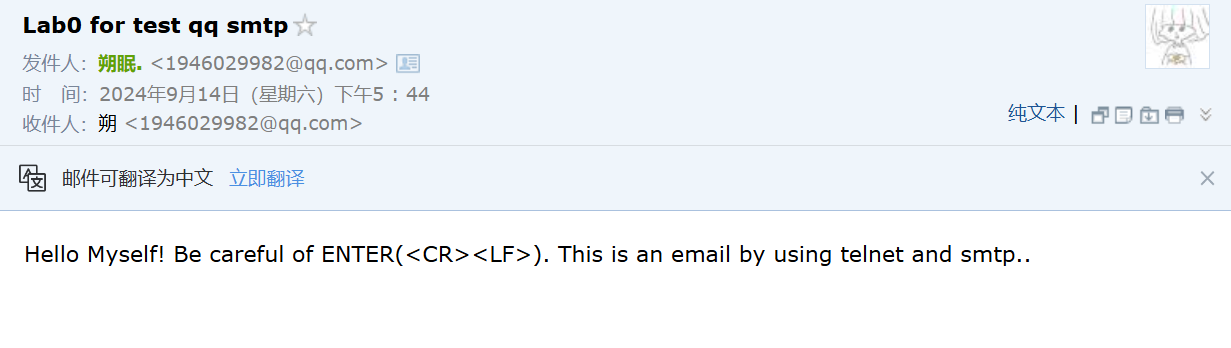 Lab0 for test qq smtp
发件人：朔眠. <1946029982@qq.com>
时　间：2024年9月14日（星期六）下午5：44
收件人：朔 <1946029982@qq.com>
纯文本 |
邮件可翻译为中文 立即翻译
Hello Myself! Be careful of ENTER(<CR><LF>). This is an email by using telnet and smtp..